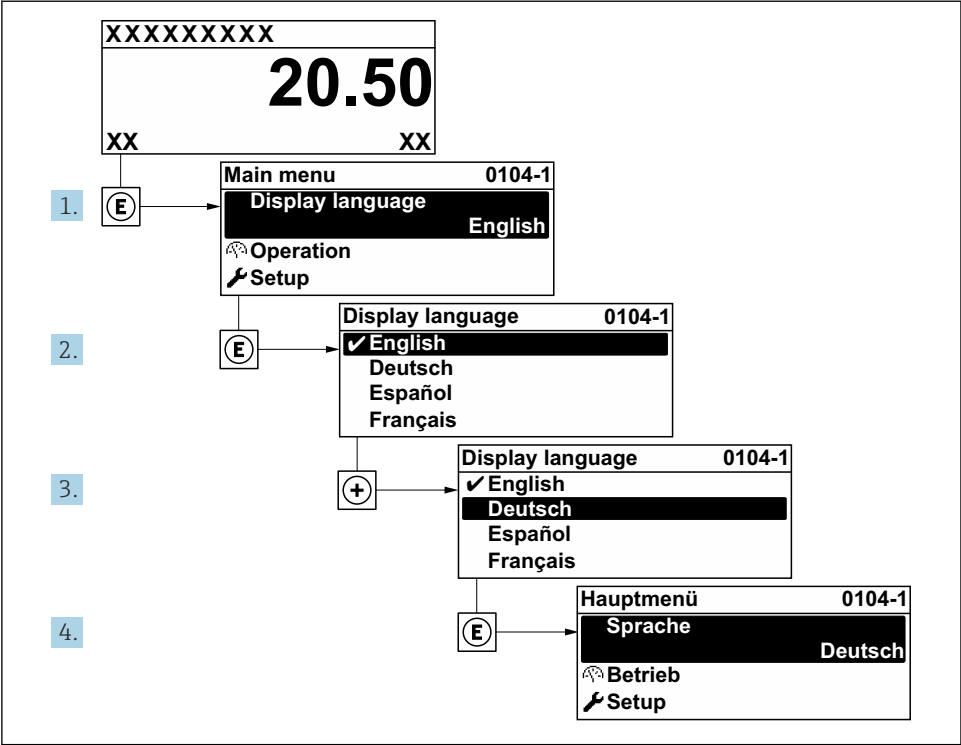 XXXXXXXXX
20.50
XX XX
1.
E
Main menu 0104-1
Display language
English
Operation
Setup
2.
E
Display language 0104-1
✔English
Deutsch
Español
Français
3.
+
Display language 0104-1
✔English
Deutsch
Español
Français
4.
E
Hauptmenü 0104-1
Sprache
Deutsch
Betrieb
Setup